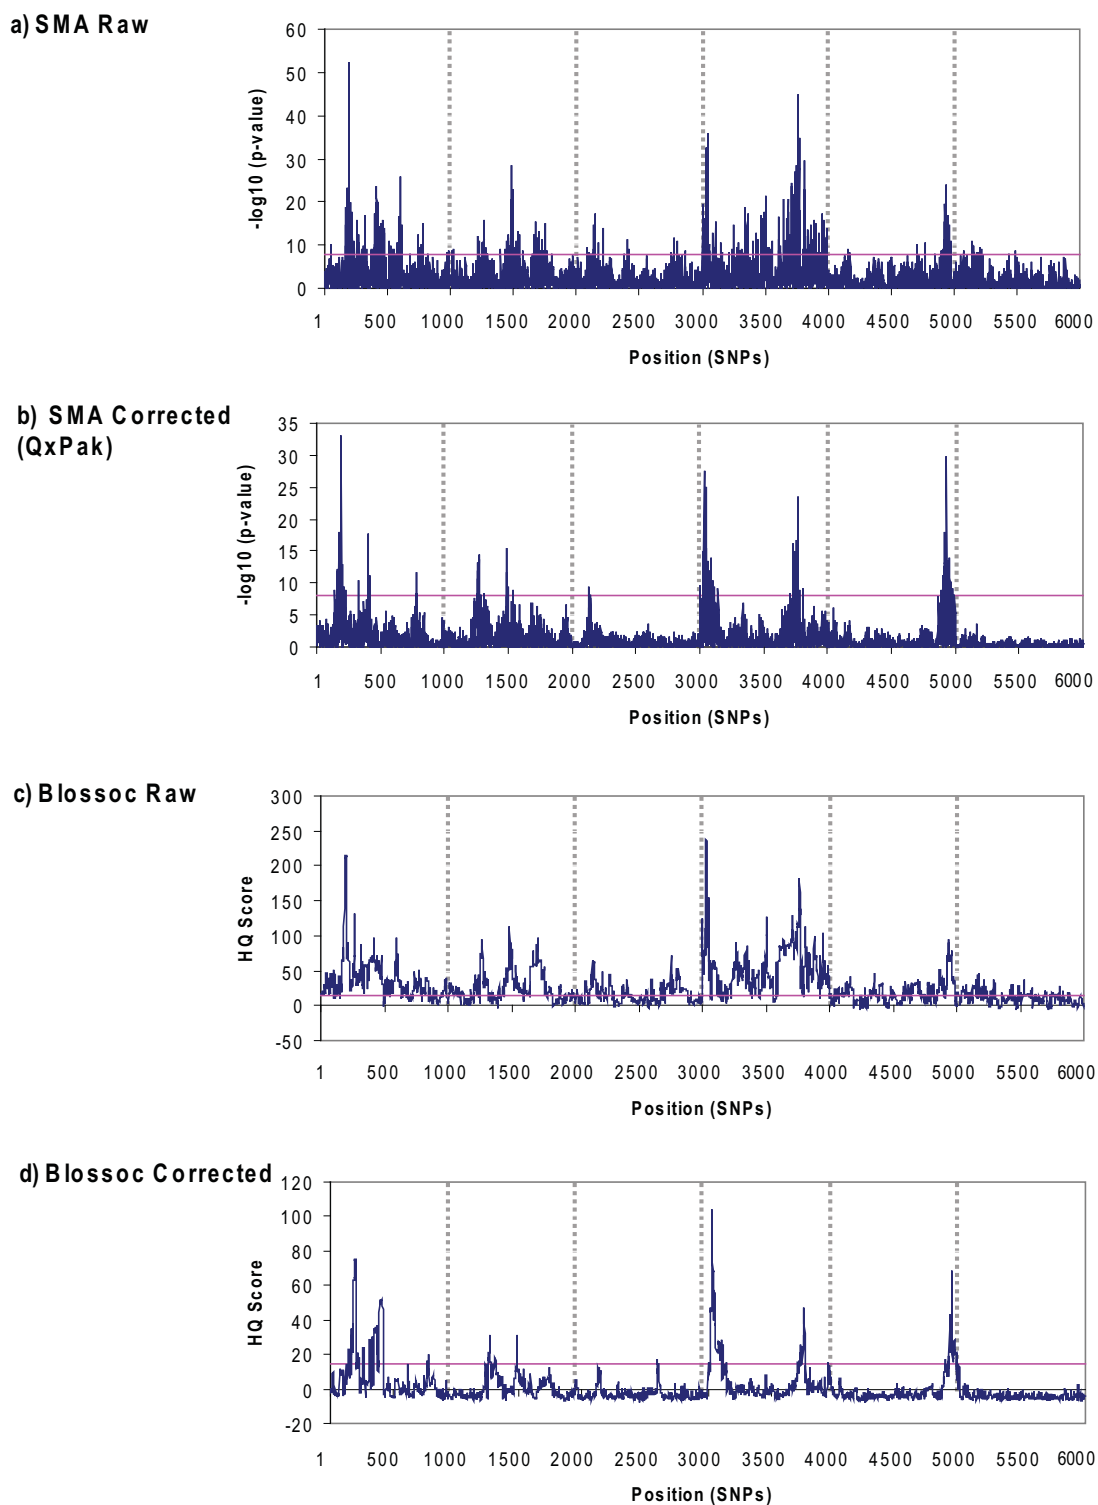 a) SMA Raw
60
50
40
30
20
10
0
-log10 (p-value)
1 500 1000 1500 2000 2500 3000 3500 4000 4500 5000 5500 6000
Position (SNPs)
b) SMA Corrected
(QxPak)
35
30
25
20
15
10
5
0
-log10 (p-value)
1 500 1000 1500 2000 2500 3000 3500 4000 4500 5000 5500 6000
Position (SNPs)
c) Blossoc Raw
300
250
200
150
100
50
0
-50
HQ Score
1 500 1000 1500 2000 2500 3000 3500 4000 4500 5000 5500 6000
Position (SNPs)
d) Blossoc Corrected
120
100
80
60
40
20
0
-20
HQ Score
1 500 1000 1500 2000 2500 3000 3500 4000 4500 5000 5500 6000
Position (SNPs)